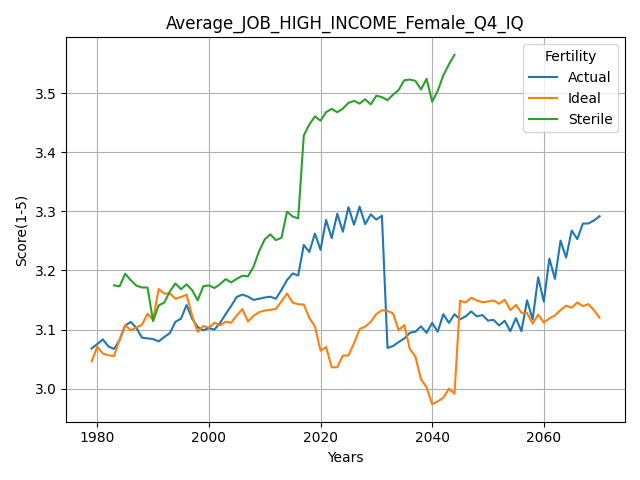 Average_JOB_HIGH_INCOME_Female_Q4_IQ
Fertility
Actual
Ideal
Sterile
Score(1-5)
3.5
3.4
3.3
3.2
3.1
3.0
1980 2000 2020 2040 2060
Years